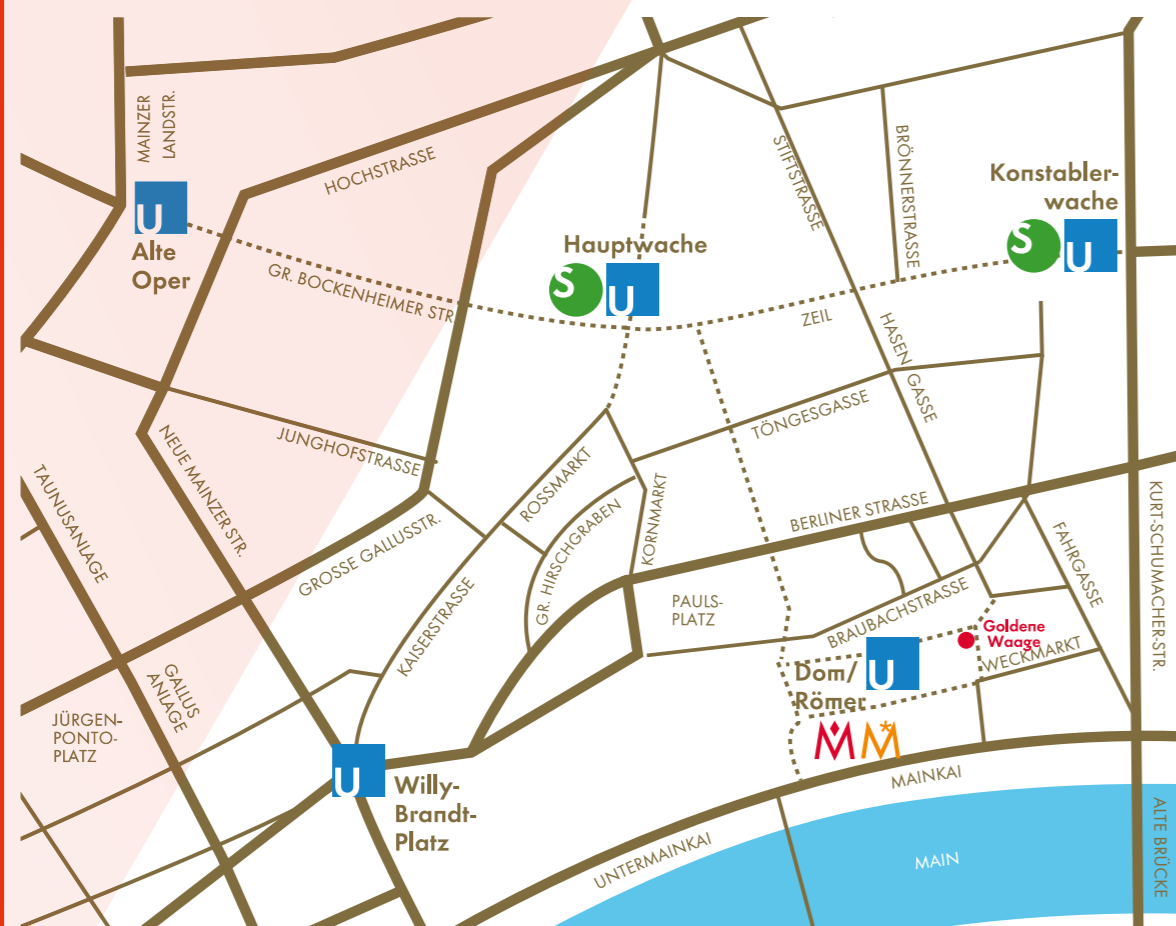 MAINZER
LANDSTR.
HOCHSTRASSE
STIFTSTRASSE
BRÖNNERSTRASSE
Konstabler-
wache
S
U
U
Alte
Oper
Hauptwache
S
U
GR. BOCKENHEIMER STR
ZEIL
HASEN GASSE
TÖNGESGASSE
JUNGHOFSTRASSE
NEUE MAINZER STR.
TAUNUSANLAGE
ROSSMARKT
GR. HIRSCHGRABEN
KORNMARKT
BERLINER STRASSE
KURT-SCHUMACHER-STR.
GROSSE GALLUSSTR.
FAHRGASSE
KAISERSTRASSE
PAULS-
PLATZ
BRAUBACHSTRASSE
Goldene
Waage
WECKMARKT
Dom/
Römer
U
GALLUS
ANLAGE
JÜRGEN-
PONTO-
PLATZ
M M
U
Willy-
Brandt-
Platz
MAINKAI
UNTERMAINKAI
MAIN
ALTE BRÜCKE